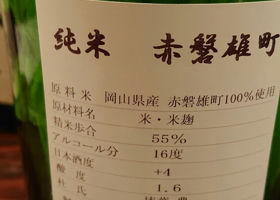 純米 赤磐雄町
原料米 岡山県産 赤磐雄町100%使用
原材料名 米・米麹
精米歩合 55%
アルコール分 16度
日本酒度 +4
酸度 1.6
杜氏